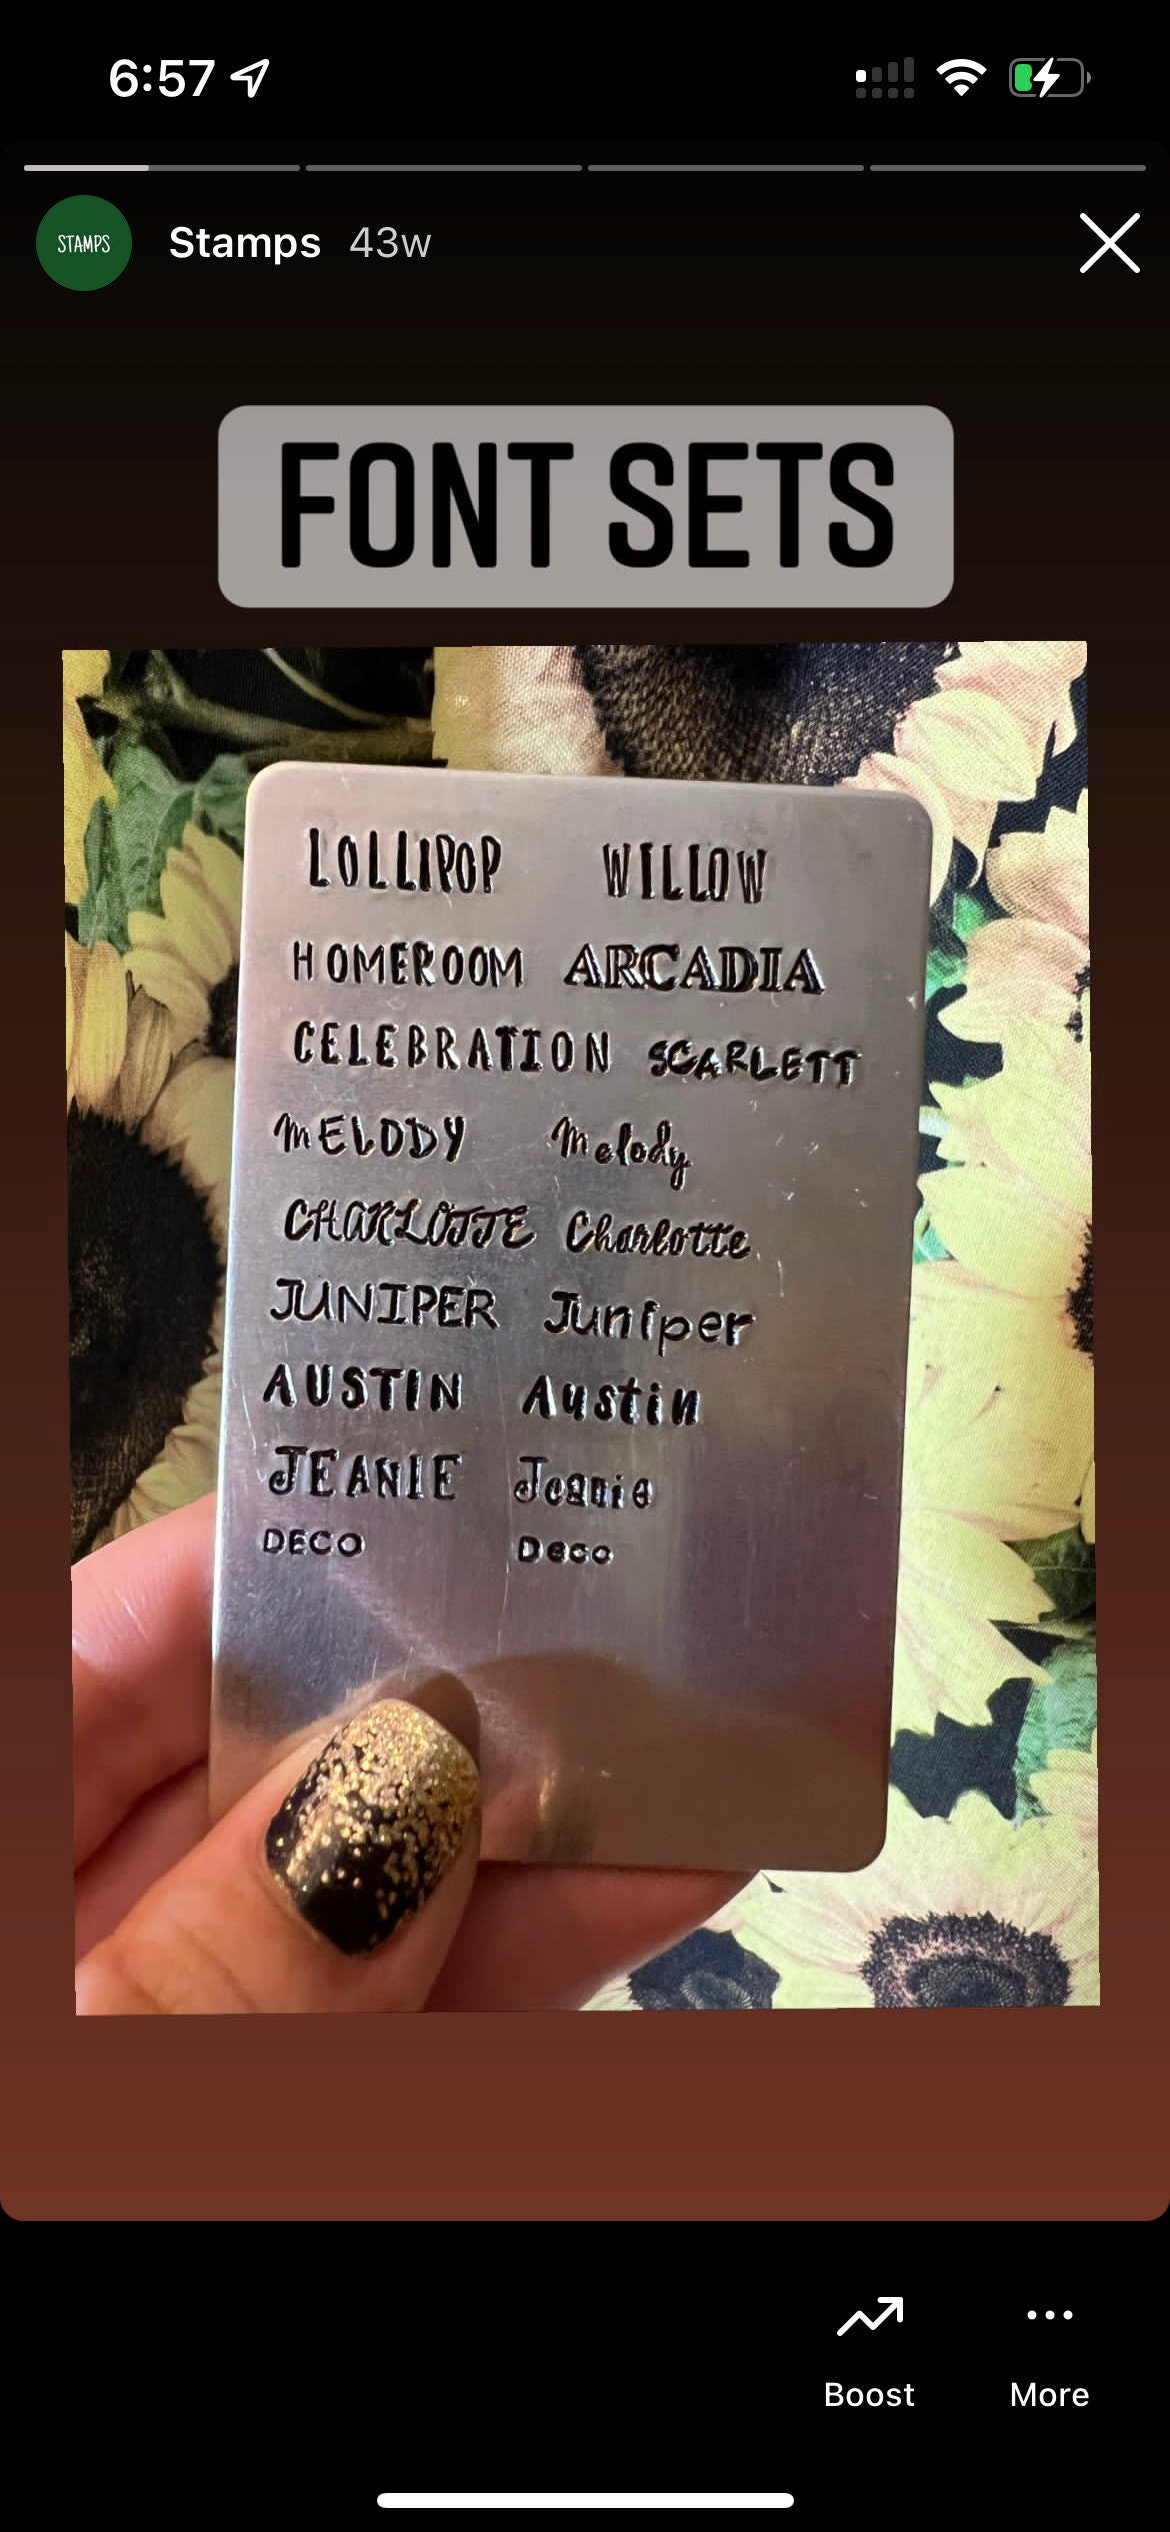 6:57
STAMPS
Stamps 43w
FONT SETS
LOLLIPOP WILLOW
HOMEROOM ARCADIA
CELEBRATION SCARLETT
MELODY Melody
CHARLOTTE Charlotte
JUNIPER Juniper
AUSTIN Austin
JEANIE Jeanie
DECO Deco
Boost More